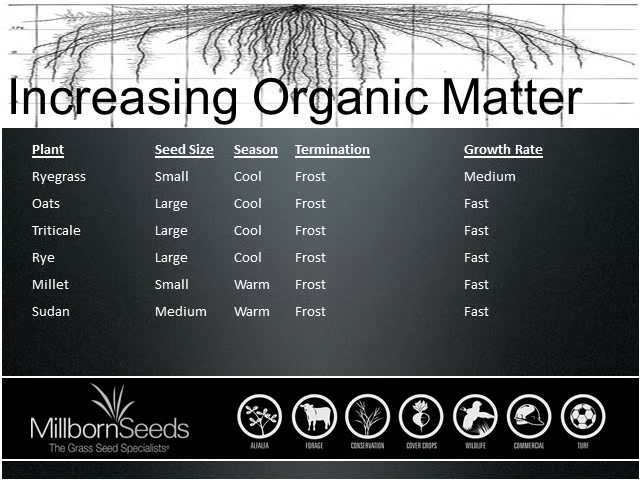 Increasing Organic Matter
Plant Seed Size Season Termination Growth Rate
Ryegrass Small Cool Frost Medium
Oats Large Cool Frost Fast
Triticale Large Cool Frost Fast
Rye Large Cool Frost Fast
Millet Small Warm Frost Fast
Sudan Medium Warm Frost Fast
MillbornSeeds
The Grass Seed Specialists®
ALFALFA FORAGE CONSERVATION COVER CROPS WILDLIFE COMMERCIAL TURF